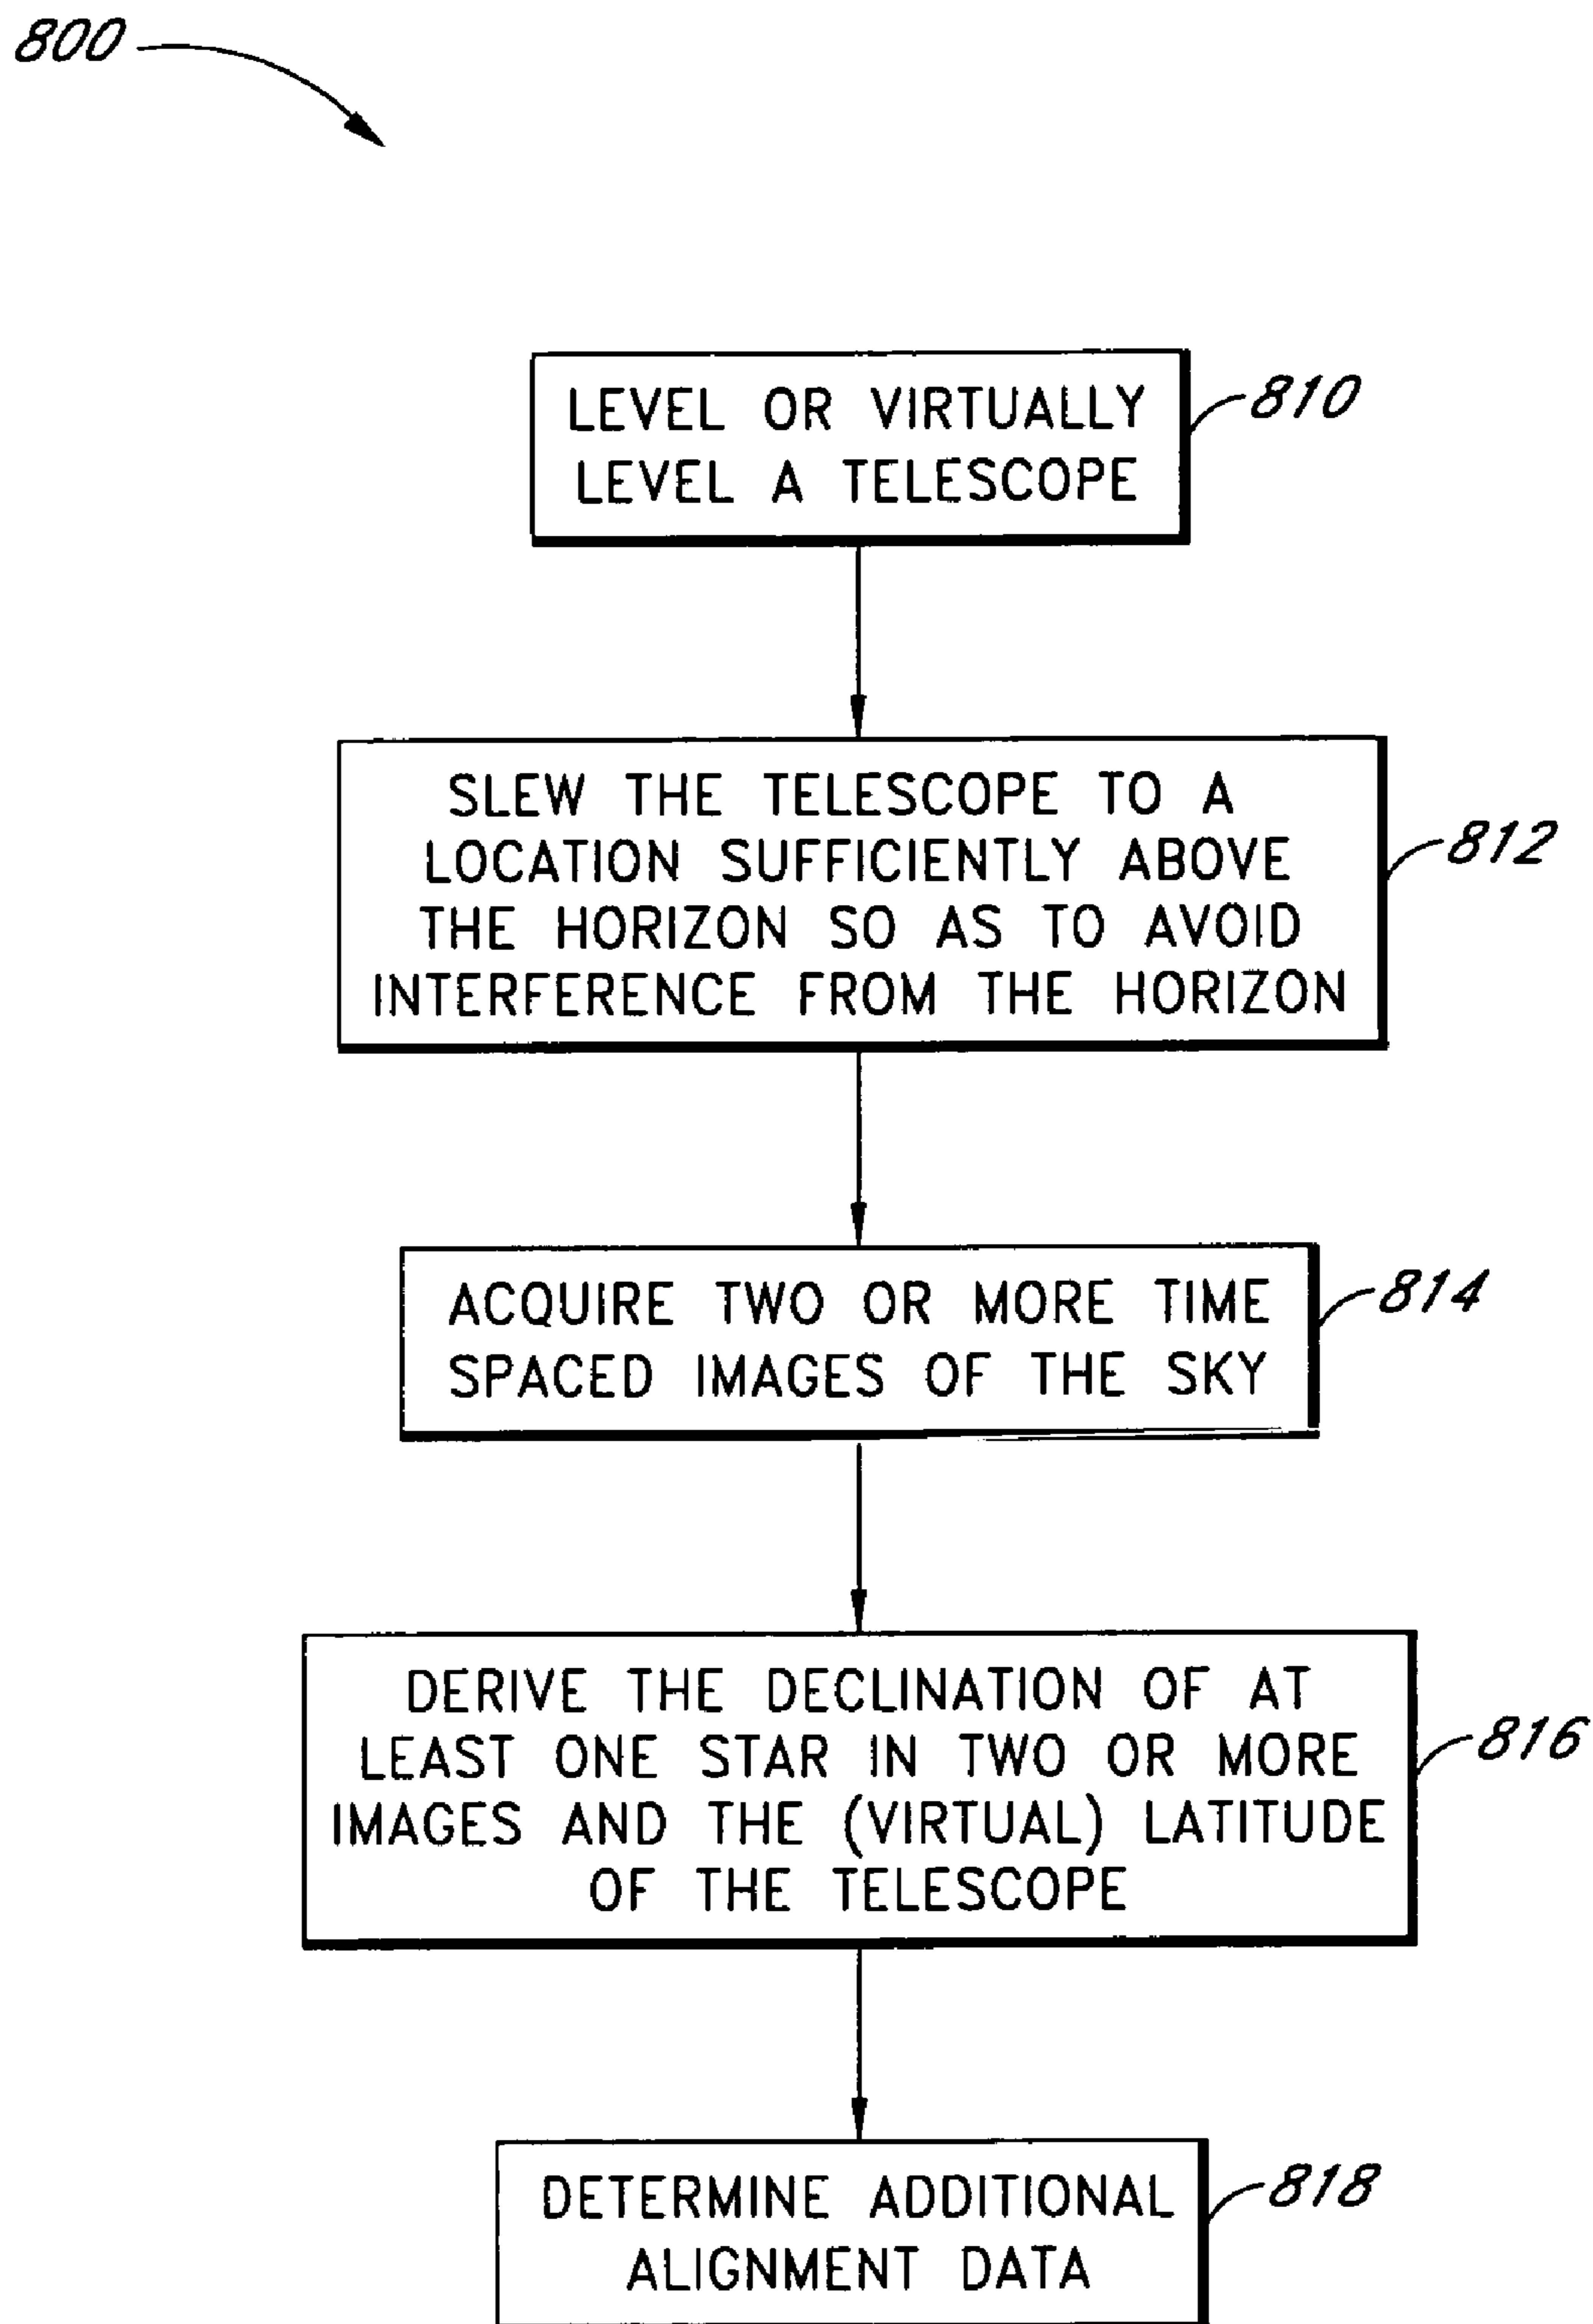 800
LEVEL OR VIRTUALLY
LEVEL A TELESCOPE
810
SLEW THE TELESCOPE TO A
LOCATION SUFFICIENTLY ABOVE
THE HORIZON SO AS TO AVOID
INTERFERENCE FROM THE HORIZON
812
ACQUIRE TWO OR MORE TIME
SPACED IMAGES OF THE SKY
814
DERIVE THE DECLINATION OF AT
LEAST ONE STAR IN TWO OR MORE
IMAGES AND THE (VIRTUAL) LATITUDE
OF THE TELESCOPE
816
DETERMINE ADDITIONAL
ALIGNMENT DATA
818